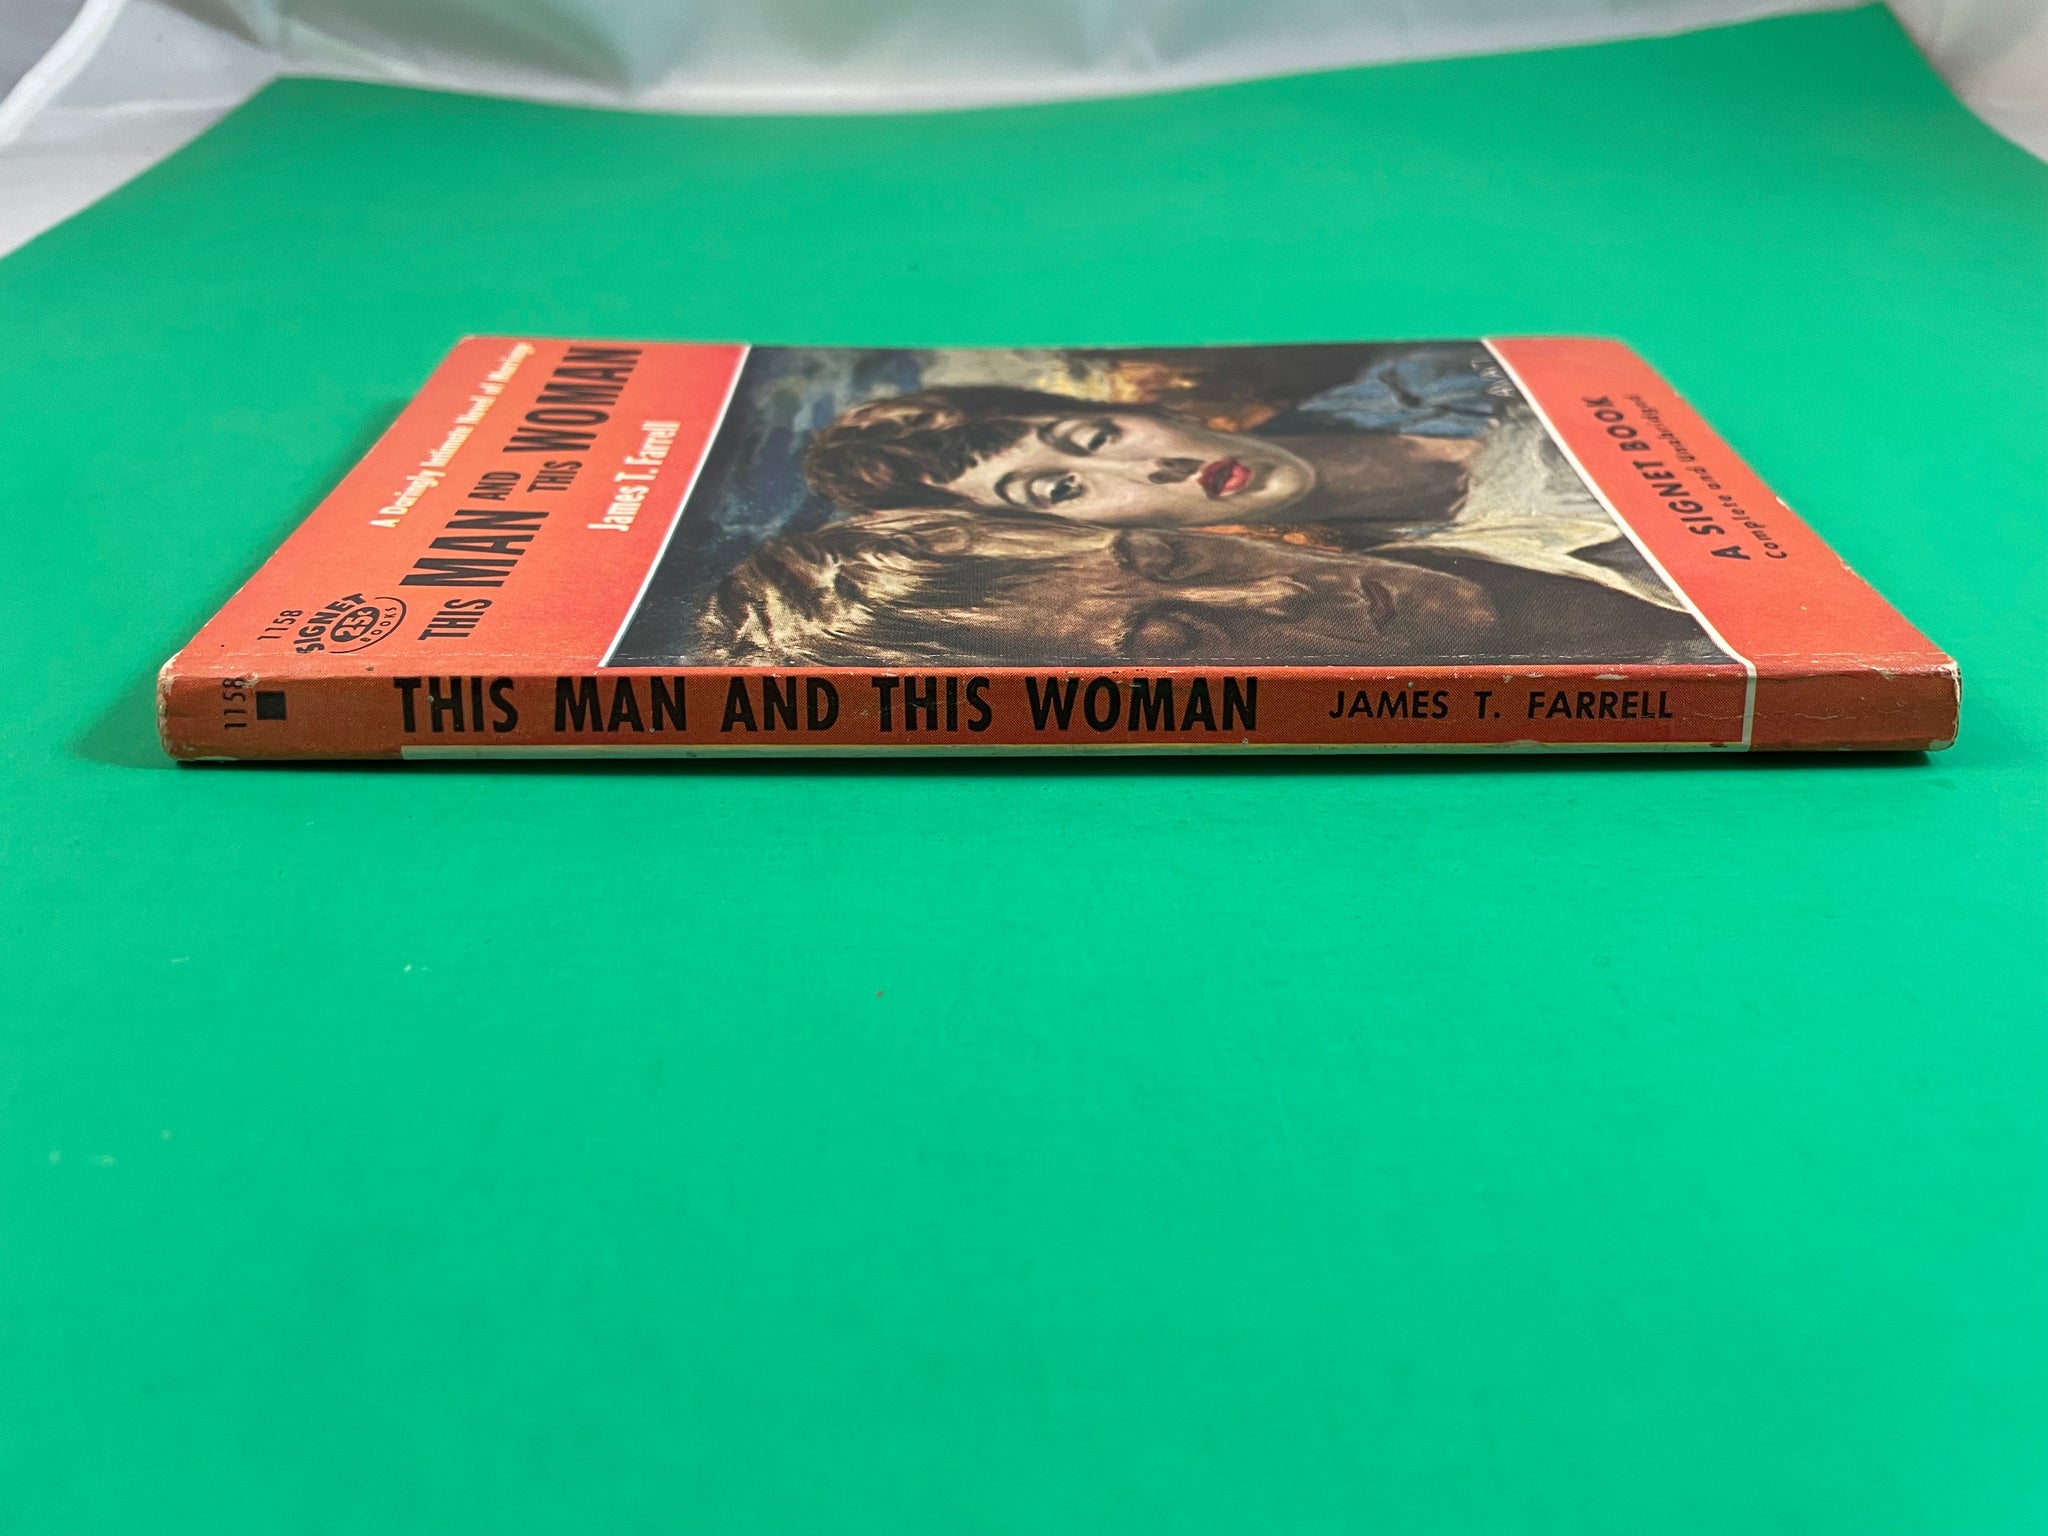 1158
SIGNET
BOOKS
A Daringly Intimate Novel of Marriage
THIS MAN AND
THIS WOMAN
James T. Farrell
A SIGNET BOOK
Complete and Unabridged
1158
THIS MAN AND THIS WOMAN JAMES T. FARRELL